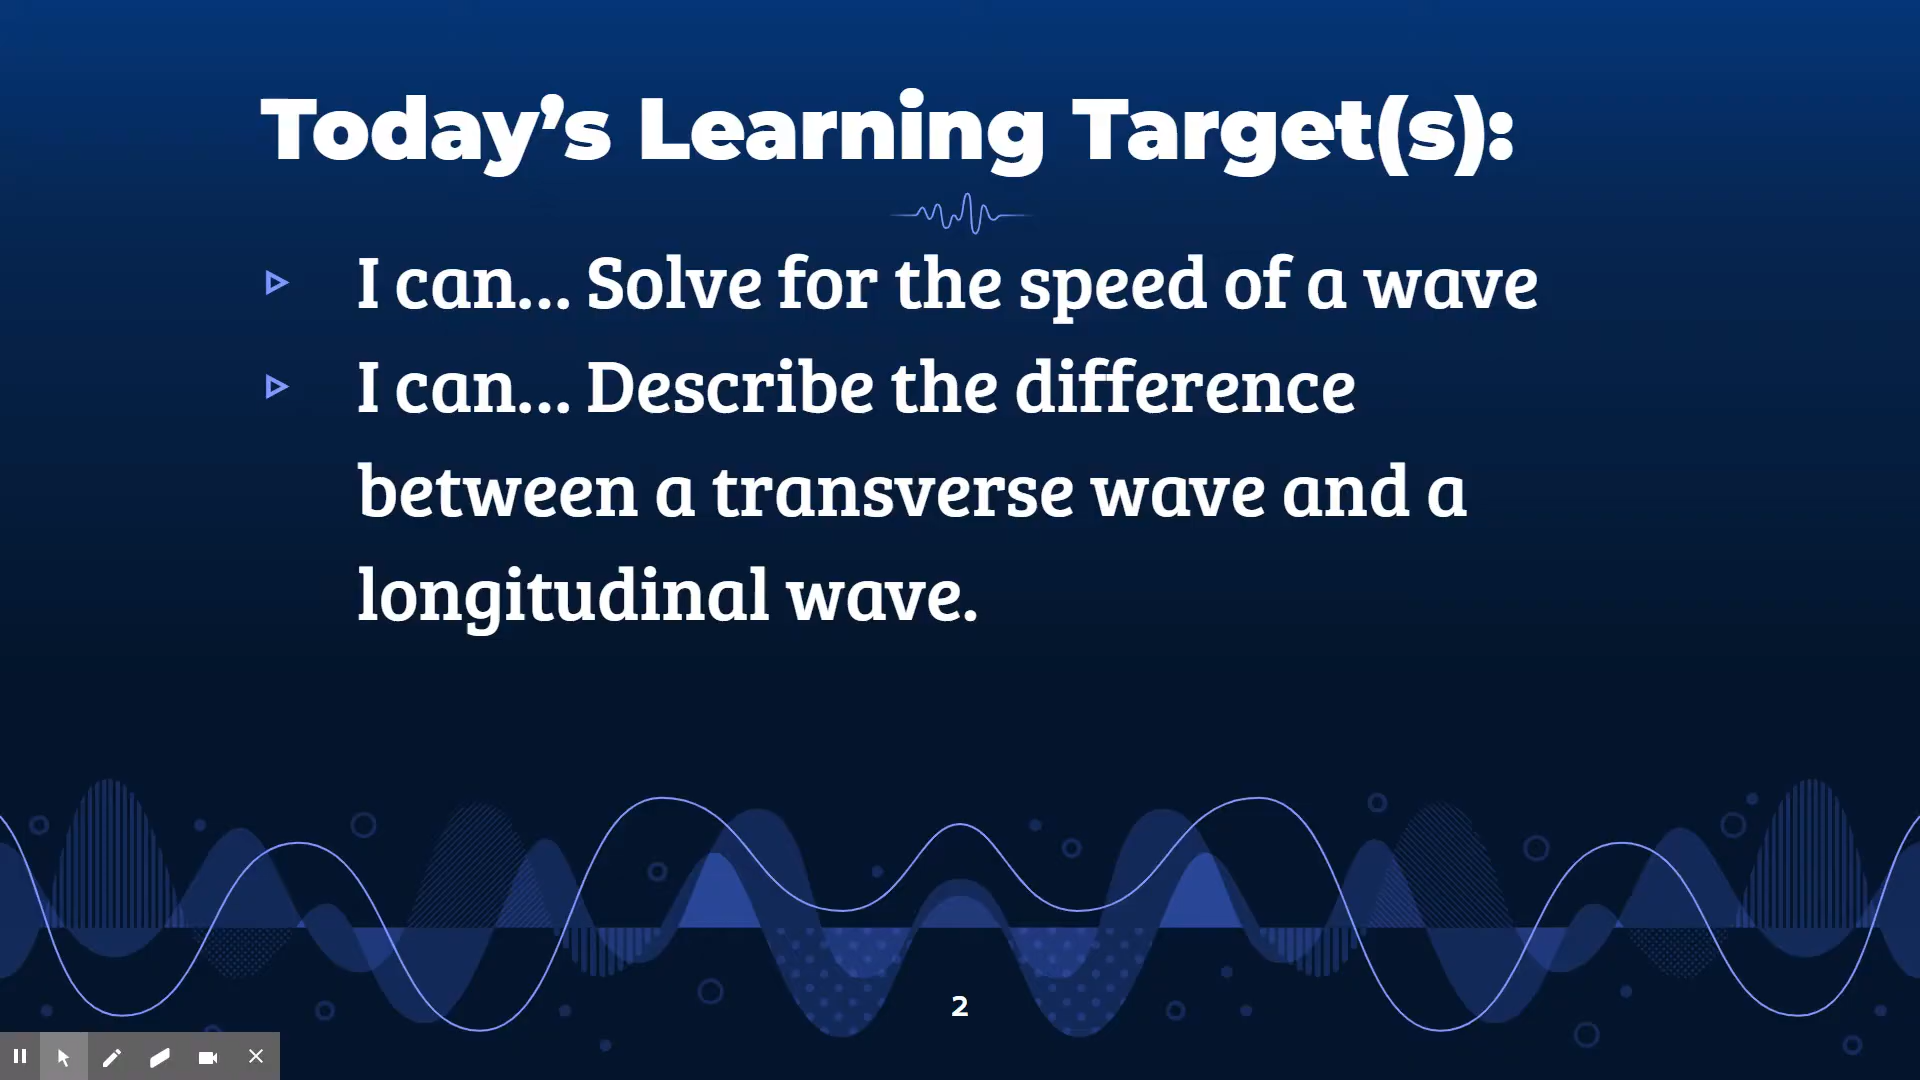 Today’s Learning Target(s):
I can... Solve for the speed of a wave
I can... Describe the difference
between a transverse wave and a
longitudinal wave.
2